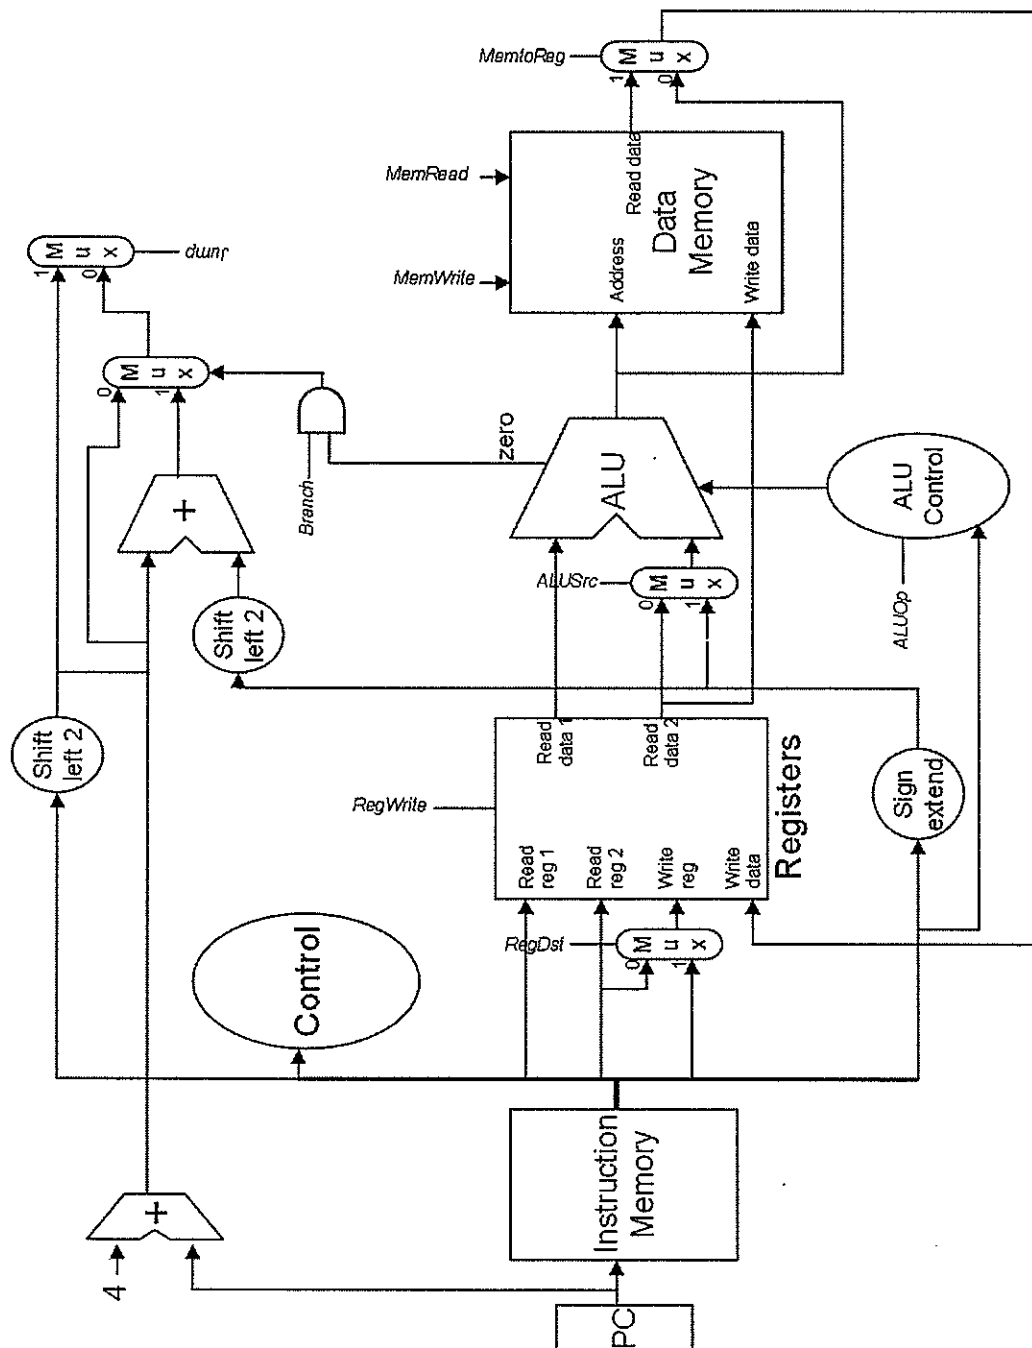 PC
4
+
Instruction
Memory
Control
Shift
left 2
RegDst
0
M
u
x
1
Read
reg 1
Read
reg 2
Write
reg
Write
data
Read
data 1
Read
data 2
Registers
RegWrite
Sign
extend
Shift
left 2
+
ALUSrc
0
M
u
x
1
ALU
zero
ALU
Control
ALUOp
Branch
0
M
u
x
1
1
M
u
x
0
Jump
MemWrite
MemRead
Address
Read data
Data
Memory
Write data
MemtoReg
1
M
u
x
0